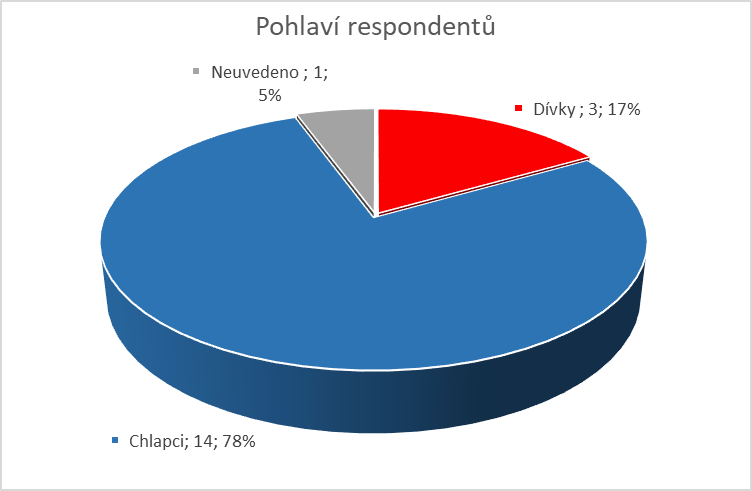 Pohlaví respondentů
Neuvedeno ; 1;
5%
Dívky ; 3; 17%
Chlapci; 14; 78%